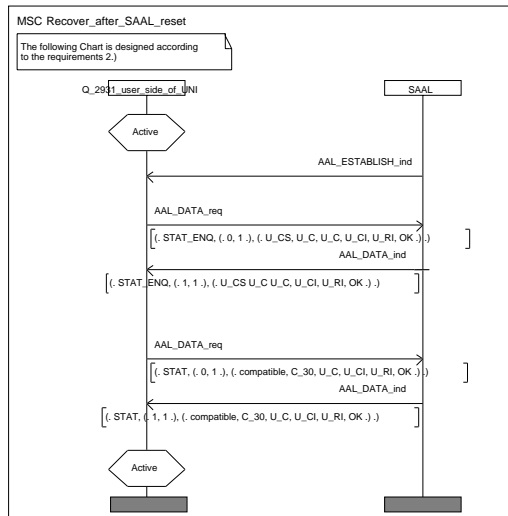 MSC Recover_after_SAAL_reset
The following Chart is designed according
to the requirements 2.)
Q_2931_user_side_of_UNI
SAAL
Active
AAL_ESTABLISH_ind
AAL_DATA_req
(. STAT_ENQ, (. 0, 1 .), (. U_CS, U_C, U_C, U_CI, U_RI, OK .) .)
AAL_DATA_ind
(. STAT_ENQ, (. 1, 1 .), (. U_CS U_C U_C, U_CI, U_RI, OK .) .)
AAL_DATA_req
(. STAT, (. 0, 1 .), (. compatible, C_30, U_C, U_CI, U_RI, OK .) .)
AAL_DATA_ind
(. STAT, (. 1, 1 .), (. compatible, C_30, U_C, U_CI, U_RI, OK .) .)
Active